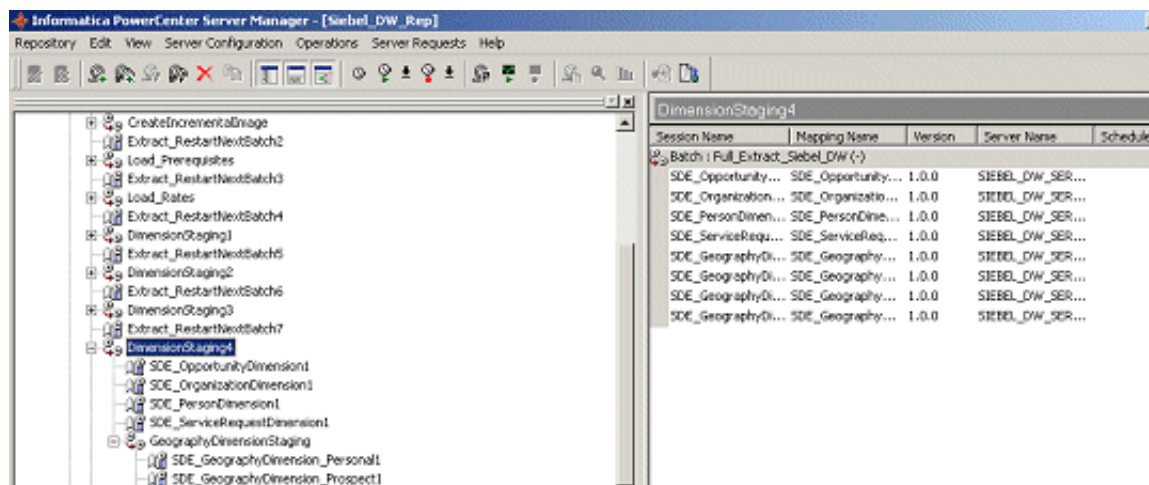 Informatica PowerCenter Server Manager - [Siebel_DW_Rep]
Repository Edit View Server Configuration Operations Server Requests Help
CreateIncrementalImage
Extract_RestartNextBatch2
Load_Prerequisites
Extract_RestartNextBatch3
Load_Rates
Extract_RestartNextBatch4
DimensionStaging1
Extract_RestartNextBatch5
DimensionStaging2
Extract_RestartNextBatch6
DimensionStaging3
Extract_RestartNextBatch7
DimensionStaging4
SDE_OpportunityDimension1
SDE_OrganizationDimension1
SDE_PersonDimension1
SDE_ServiceRequestDimension1
GeographyDimensionStaging
SDE_GeographyDimension_Personal1
SDE_GeographyDimension_Prospect1
DimensionStaging4
Session Name Mapping Name Version Server Name Schedule
Batch : Full_Extract_Siebel_DW (-)
SDE_Opportunity... SDE_Opportunity... 1.0.0 SIEBEL_DW_SER...
SDE_Organization... SDE_Organizatio... 1.0.0 SIEBEL_DW_SER...
SDE_PersonDimen... SDE_PersonDime... 1.0.0 SIEBEL_DW_SER...
SDE_ServiceRequ... SDE_ServiceReq... 1.0.0 SIEBEL_DW_SER...
SDE_GeographyDi... SDE_Geography... 1.0.0 SIEBEL_DW_SER...
SDE_GeographyDi... SDE_Geography... 1.0.0 SIEBEL_DW_SER...
SDE_GeographyDi... SDE_Geography... 1.0.0 SIEBEL_DW_SER...
SDE_GeographyDi... SDE_Geography... 1.0.0 SIEBEL_DW_SER...